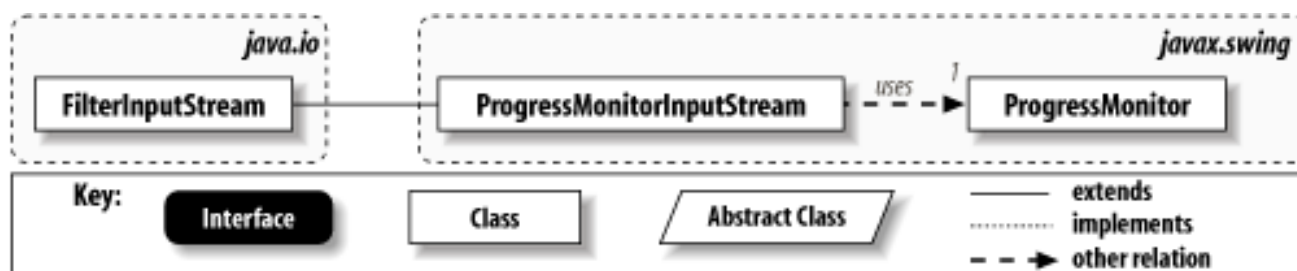 java.io
javax.swing
FilterInputStream
ProgressMonitorInputStream
uses
1
ProgressMonitor
Key:
Interface
Class
Abstract Class
extends
implements
other relation